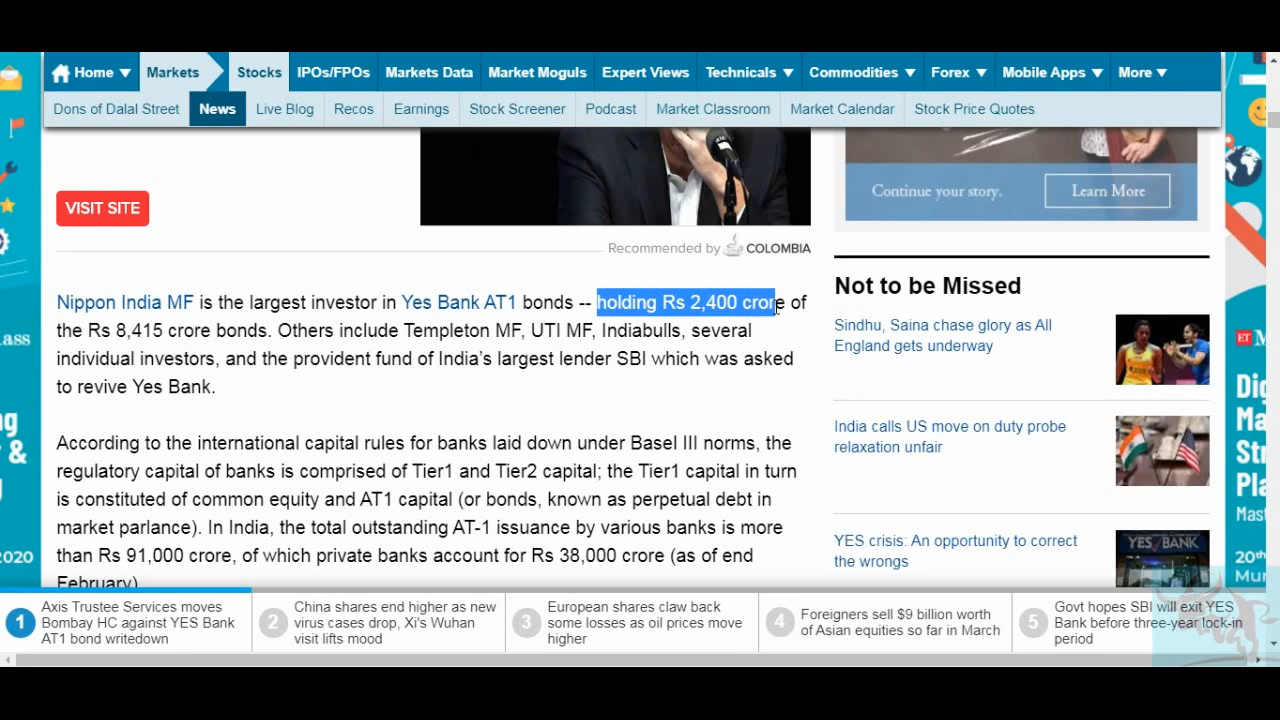 Home
Markets
Stocks
IPOs/FPOs
Markets Data
Market Moguls
Expert Views
Technicals
Commodities
Forex
Mobile Apps
More
Dons of Dalal Street
News
Live Blog
Recos
Earnings
Stock Screener
Podcast
Market Classroom
Market Calendar
Stock Price Quotes
VISIT SITE
Recommended by COLOMBIA
Nippon India MF is the largest investor in Yes Bank AT1 bonds -- holding Rs 2,400 crore of
the Rs 8,415 crore bonds. Others include Templeton MF, UTI MF, Indiabulls, several
individual investors, and the provident fund of India's largest lender SBI which was asked
to revive Yes Bank.
According to the international capital rules for banks laid down under Basel III norms, the
regulatory capital of banks is comprised of Tier1 and Tier2 capital; the Tier1 capital in turn
is constituted of common equity and AT1 capital (or bonds, known as perpetual debt in
market parlance). In India, the total outstanding AT-1 issuance by various banks is more
than Rs 91,000 crore, of which private banks account for Rs 38,000 crore (as of end
February)
Continue your story.
Learn More
Not to be Missed
Sindhu, Saina chase glory as All
England gets underway
India calls US move on duty probe
relaxation unfair
YES crisis: An opportunity to correct
the wrongs
YES BANK
&
2020
ET
20th
1
Axis Trustee Services moves
Bombay HC against YES Bank
AT1 bond writedown
2
China shares end higher as new
virus cases drop, Xi's Wuhan
visit lifts mood
3
European shares claw back
some losses as oil prices move
higher
4
Foreigners sell $9 billion worth
of Asian equities so far in March
5
Govt hopes SBI will exit YES
Bank before three-year lock-in
period